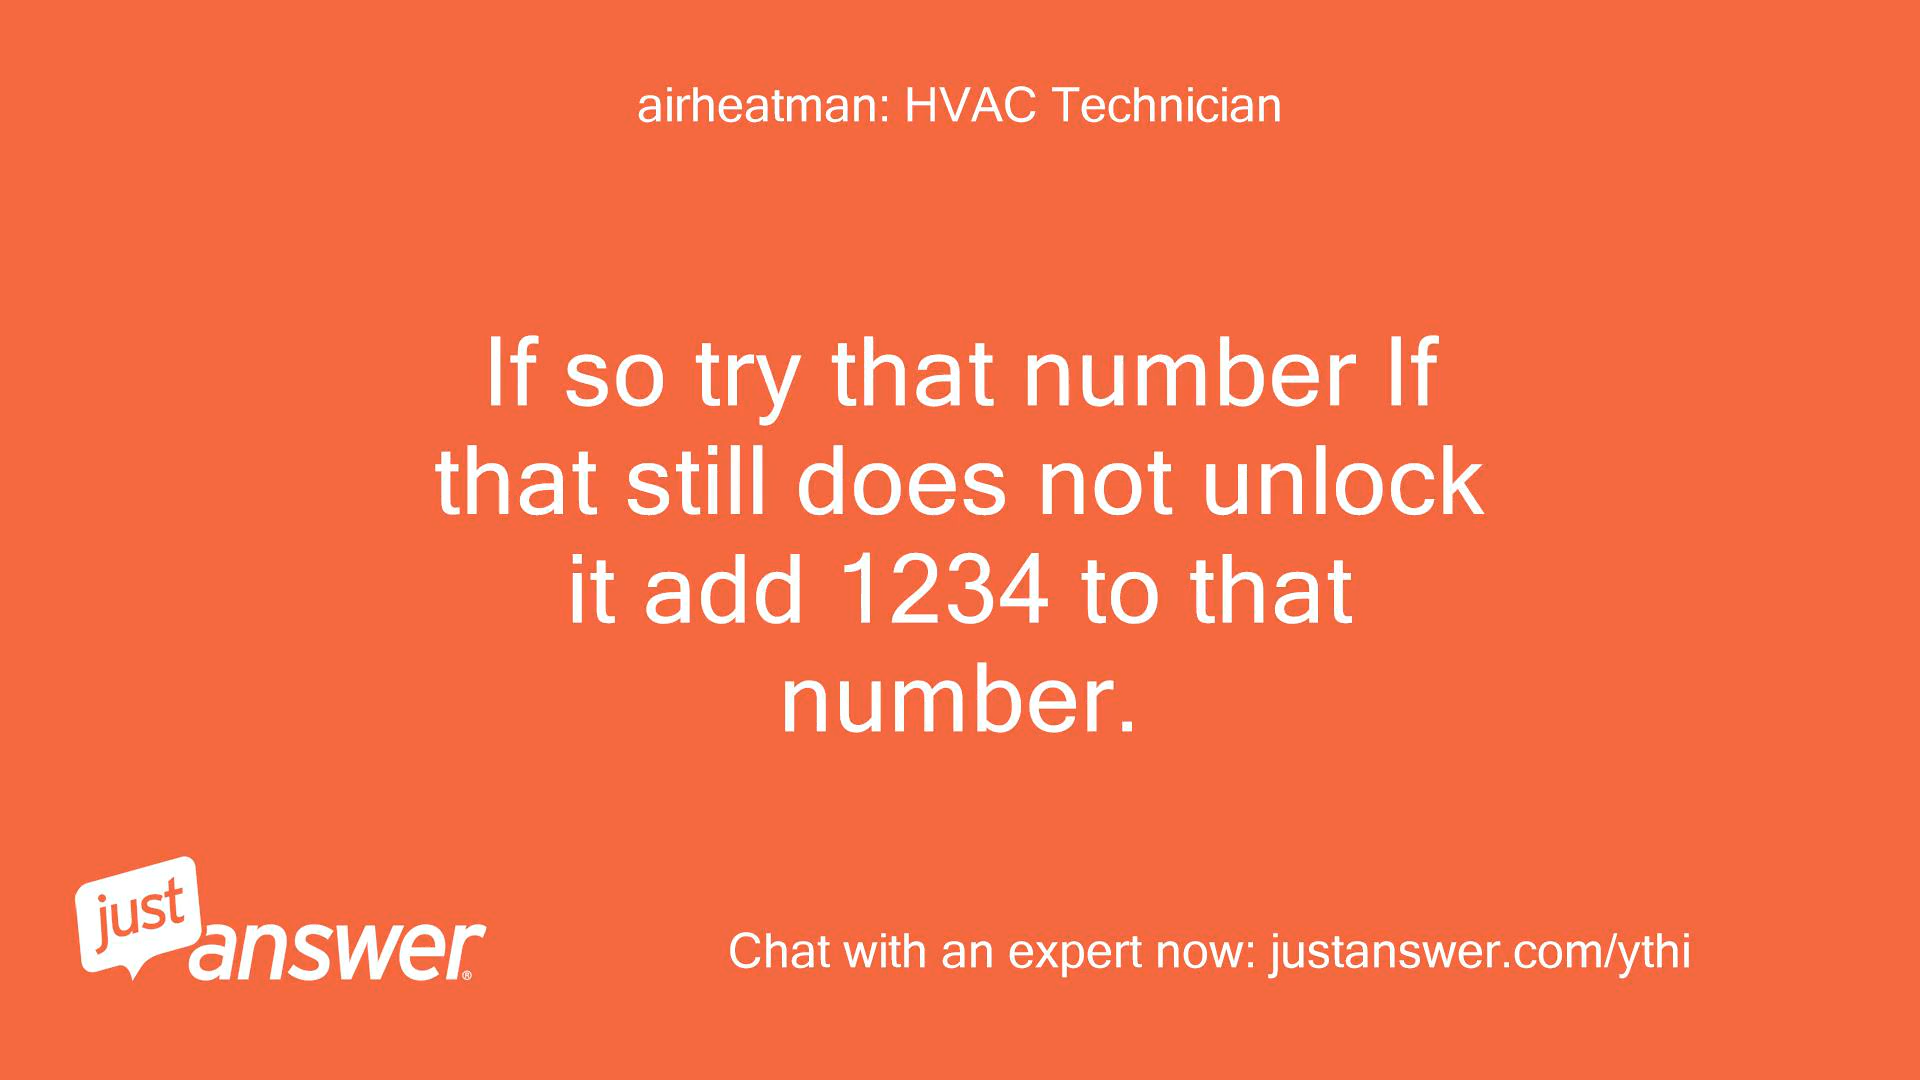 airheatman: HVAC Technician
If so try that number If
that still does not unlock
it add 1234 to that
number.
just
answer®
Chat with an expert now: justanswer.com/ythi